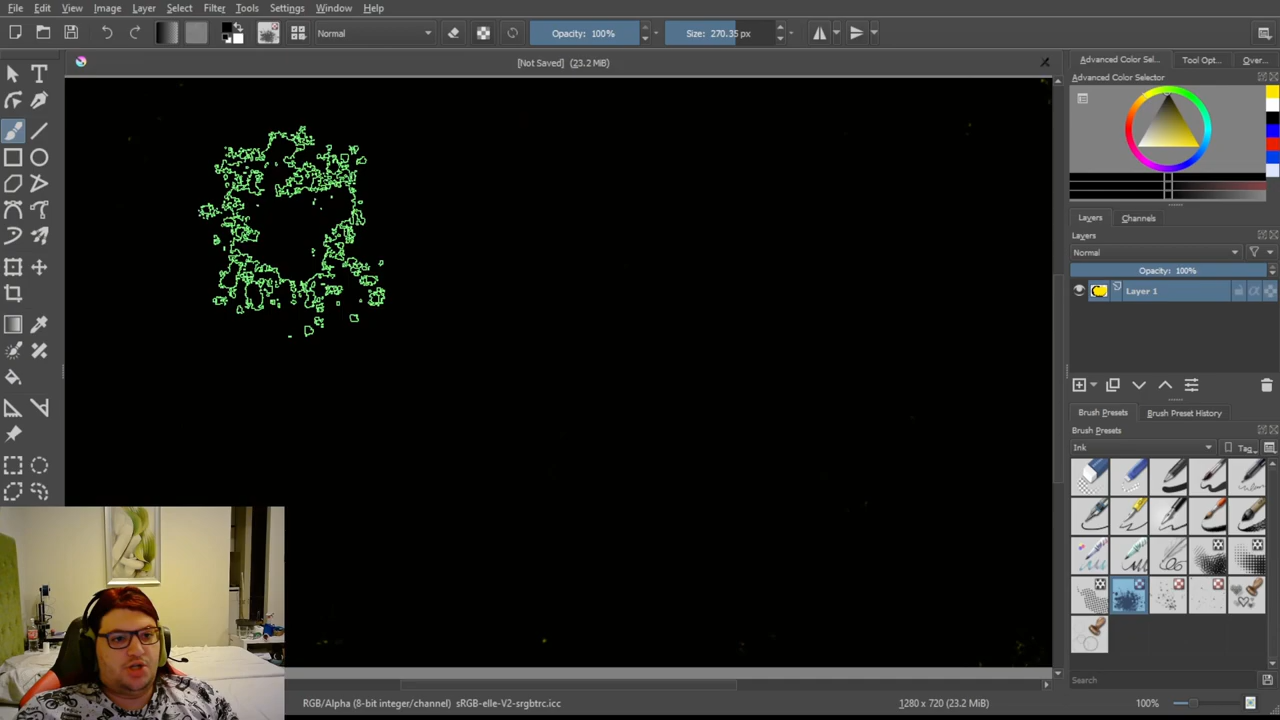 File Edit View Image Layer Select Filter Tools Settings Window Help
Normal
Opacity: 100%
Size: 270.35 px
[Not Saved] (23.2 MiB)
Advanced Color Sel...
Tool Opt...
Over...
Advanced Color Selector
Layers
Channels
Layers
Normal
Opacity: 100%
Layer 1
Brush Presets
Brush Preset History
Brush Presets
Ink
Tag
Search
RGB/Alpha (8-bit integer/channel) sRGB-elle-V2-srgbtrc.icc
1280 x 720 (23.2 MiB)
100%